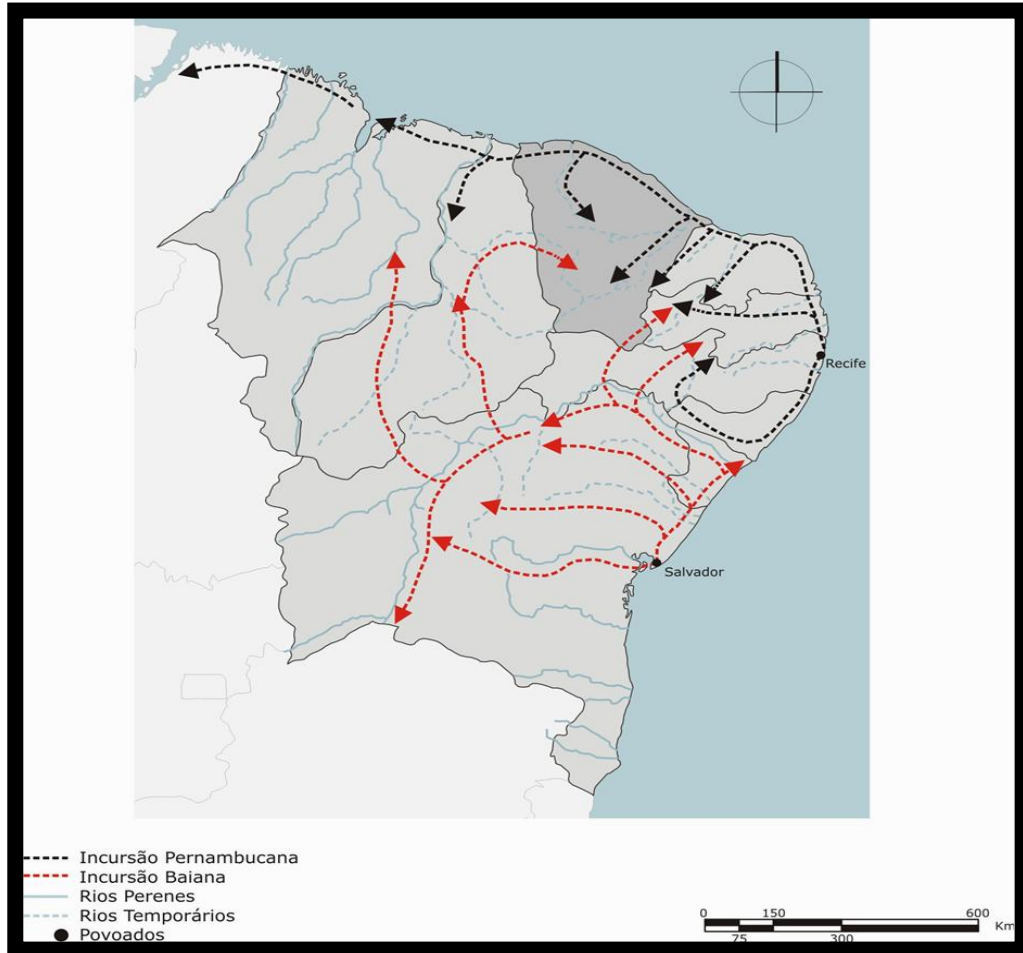 Recife
Salvador
Incursão Pernambucana
Incursão Baiana
Rios Perenes
Rios Temporários
Povoados
0 150 600
Km
75 300